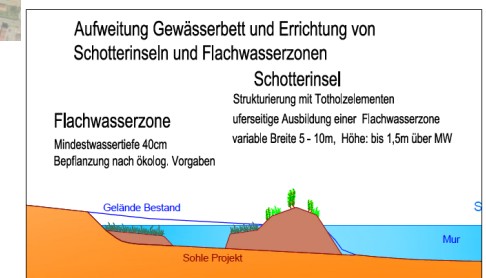 Aufweitung Gewässerbett und Errichtung von
Schotterinseln und Flachwasserzonen
Schotterinsel
Strukturierung mit Totholzelementen
uferseitige Ausbildung einer Flachwasserzone
variable Breite 5 - 10m, Höhe: bis 1,5m über MW
Flachwasserzone
Mindestwassertiefe 40cm
Bepflanzung nach ökolog. Vorgaben
Gelände Bestand
S
Mur
Sohle Projekt